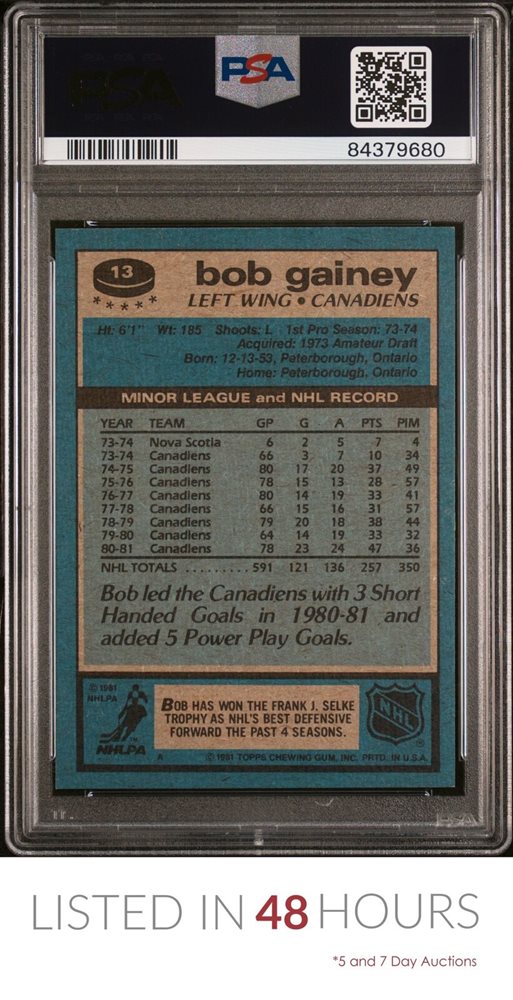 PSA
PSA
84379680
13
bob gainey
LEFT WING • CANADIENS
Ht: 6'1" Wt: 185 Shoots: L 1st Pro Season: 73-74
Acquired: 1973 Amateur Draft
Born: 12-13-53, Peterborough, Ontario
Home: Peterborough, Ontario
MINOR LEAGUE and NHL RECORD
YEAR TEAM GP G A PTS PIM
73-74 Nova Scotia 6 2 5 7 4
73-74 Canadiens 66 3 7 10 34
74-75 Canadiens 80 17 20 37 49
75-76 Canadiens 78 15 13 28 57
76-77 Canadiens 80 14 19 33 41
77-78 Canadiens 66 15 16 31 57
78-79 Canadiens 79 20 18 38 44
79-80 Canadiens 64 14 19 33 32
80-81 Canadiens 78 23 24 47 36
NHL TOTALS .......... 591 121 136 257 350
Bob led the Canadiens with 3 Short
Handed Goals in 1980-81 and
added 5 Power Play Goals.
© 1981
NHLPA
NHLPA
TM
BOB HAS WON THE FRANK J. SELKE
TROPHY AS NHL'S BEST DEFENSIVE
FORWARD THE PAST 4 SEASONS.
NHL
A © 1981 TOPPS CHEWING GUM, INC. PRTD. IN U.S.A.
PSA
LISTED IN 48 HOURS
*5 and 7 Day Auctions